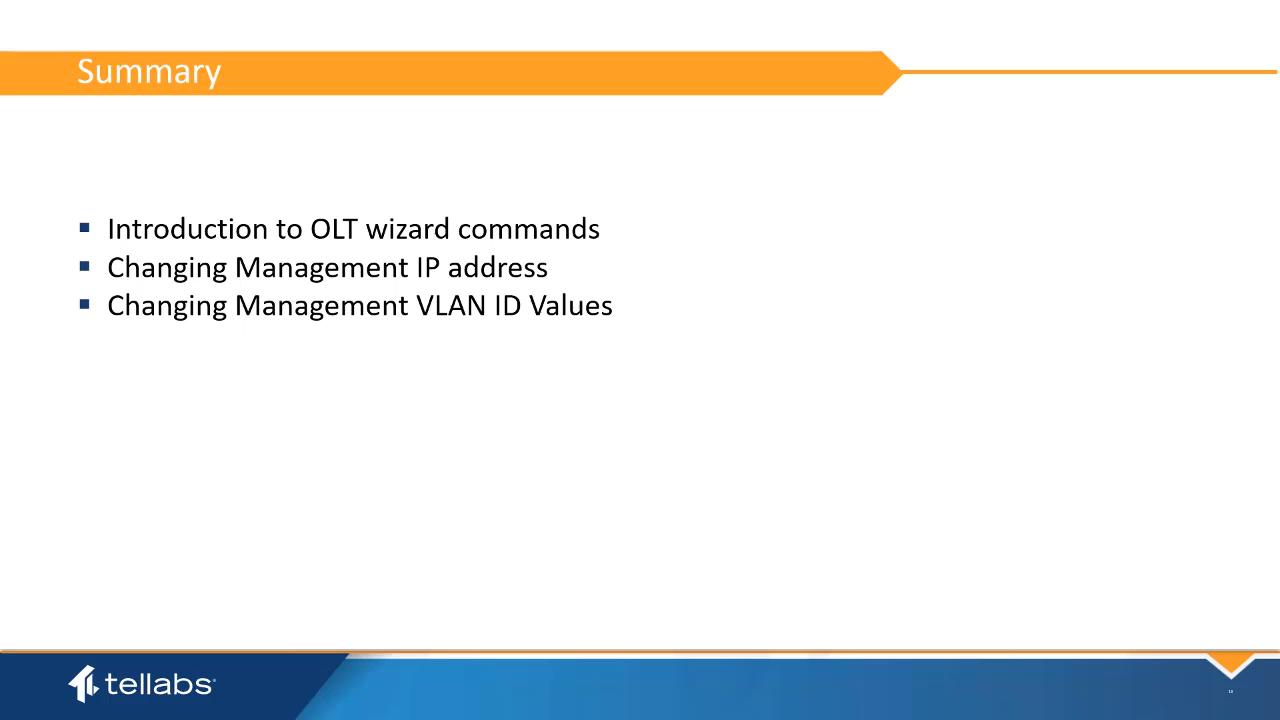 Summary
Introduction to OLT wizard commands
Changing Management IP address
Changing Management VLAN ID Values
tellabs